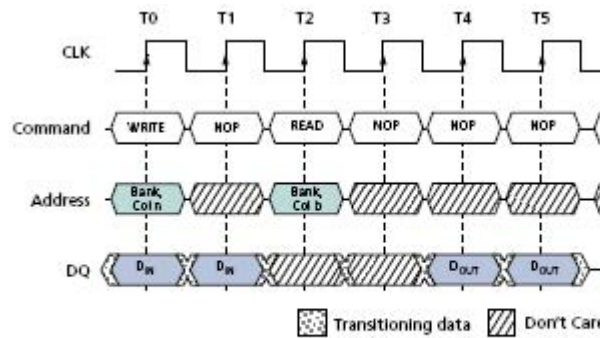 T0 T1 T2 T3 T4 T5
CLK
Command WRITE NOP READ NOP NOP NOP
Address Bank, Col n Bank, Col b
DQ DIN DIN DOUT DOUT
Transitioning data Don't Care